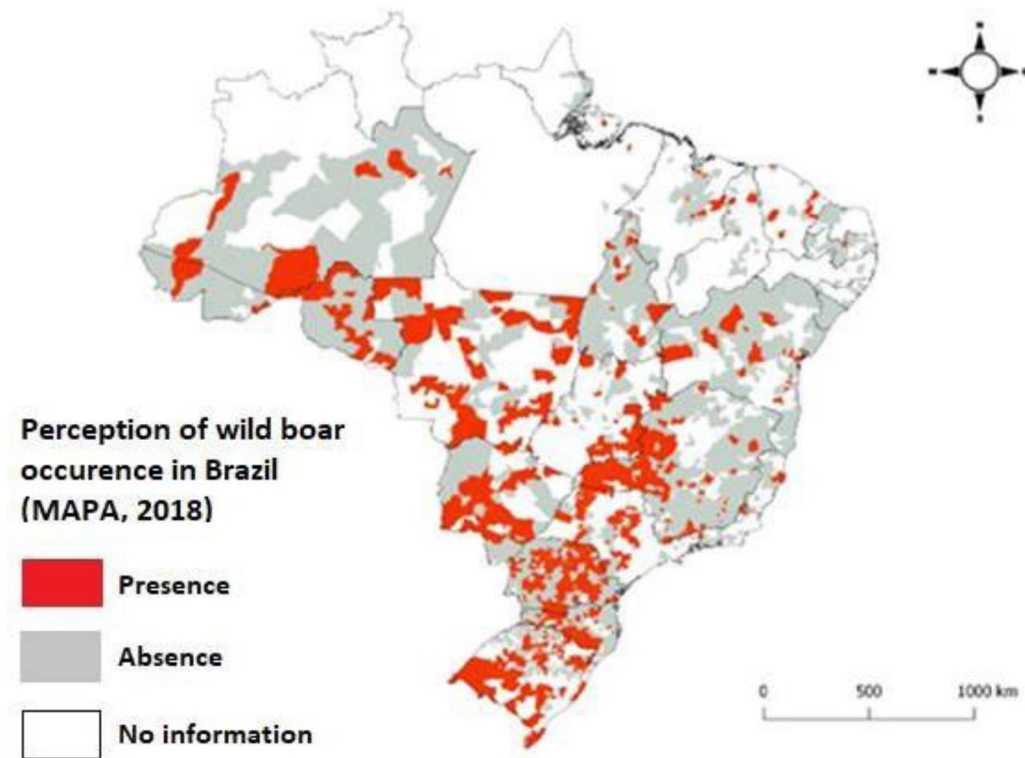 Perception of wild boar
occurence in Brazil
(MAPA, 2018)
Presence
Absence
No information
0 500 1000 km